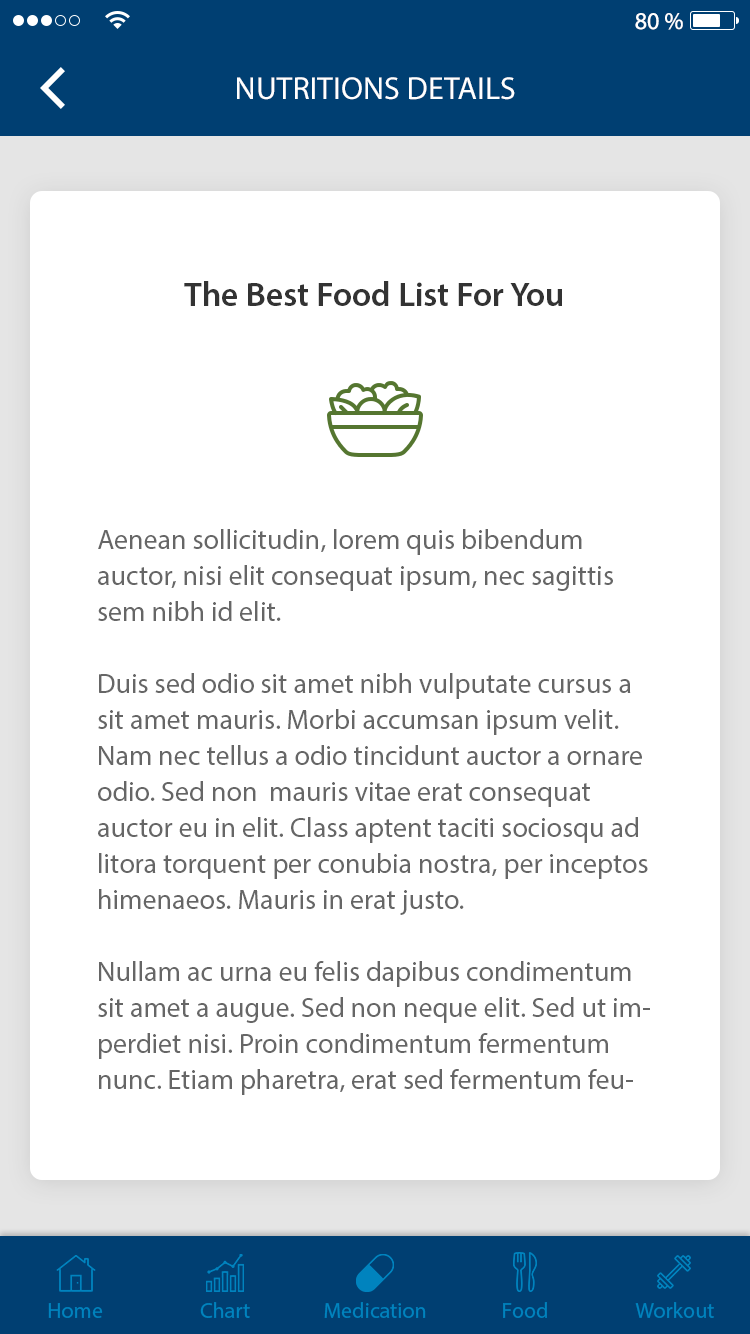 80 %
NUTRITIONS DETAILS
The Best Food List For You
Aenean sollicitudin, lorem quis bibendum
auctor, nisi elit consequat ipsum, nec sagittis
sem nibh id elit.
Duis sed odio sit amet nibh vulputate cursus a
sit amet mauris. Morbi accumsan ipsum velit.
Nam nec tellus a odio tincidunt auctor a ornare
odio. Sed non  mauris vitae erat consequat
auctor eu in elit. Class aptent taciti sociosqu ad
litora torquent per conubia nostra, per inceptos
himenaeos. Mauris in erat justo.
Nullam ac urna eu felis dapibus condimentum
sit amet a augue. Sed non neque elit. Sed ut im-
perdiet nisi. Proin condimentum fermentum
nunc. Etiam pharetra, erat sed fermentum feu-
Home Chart Medication Food Workout